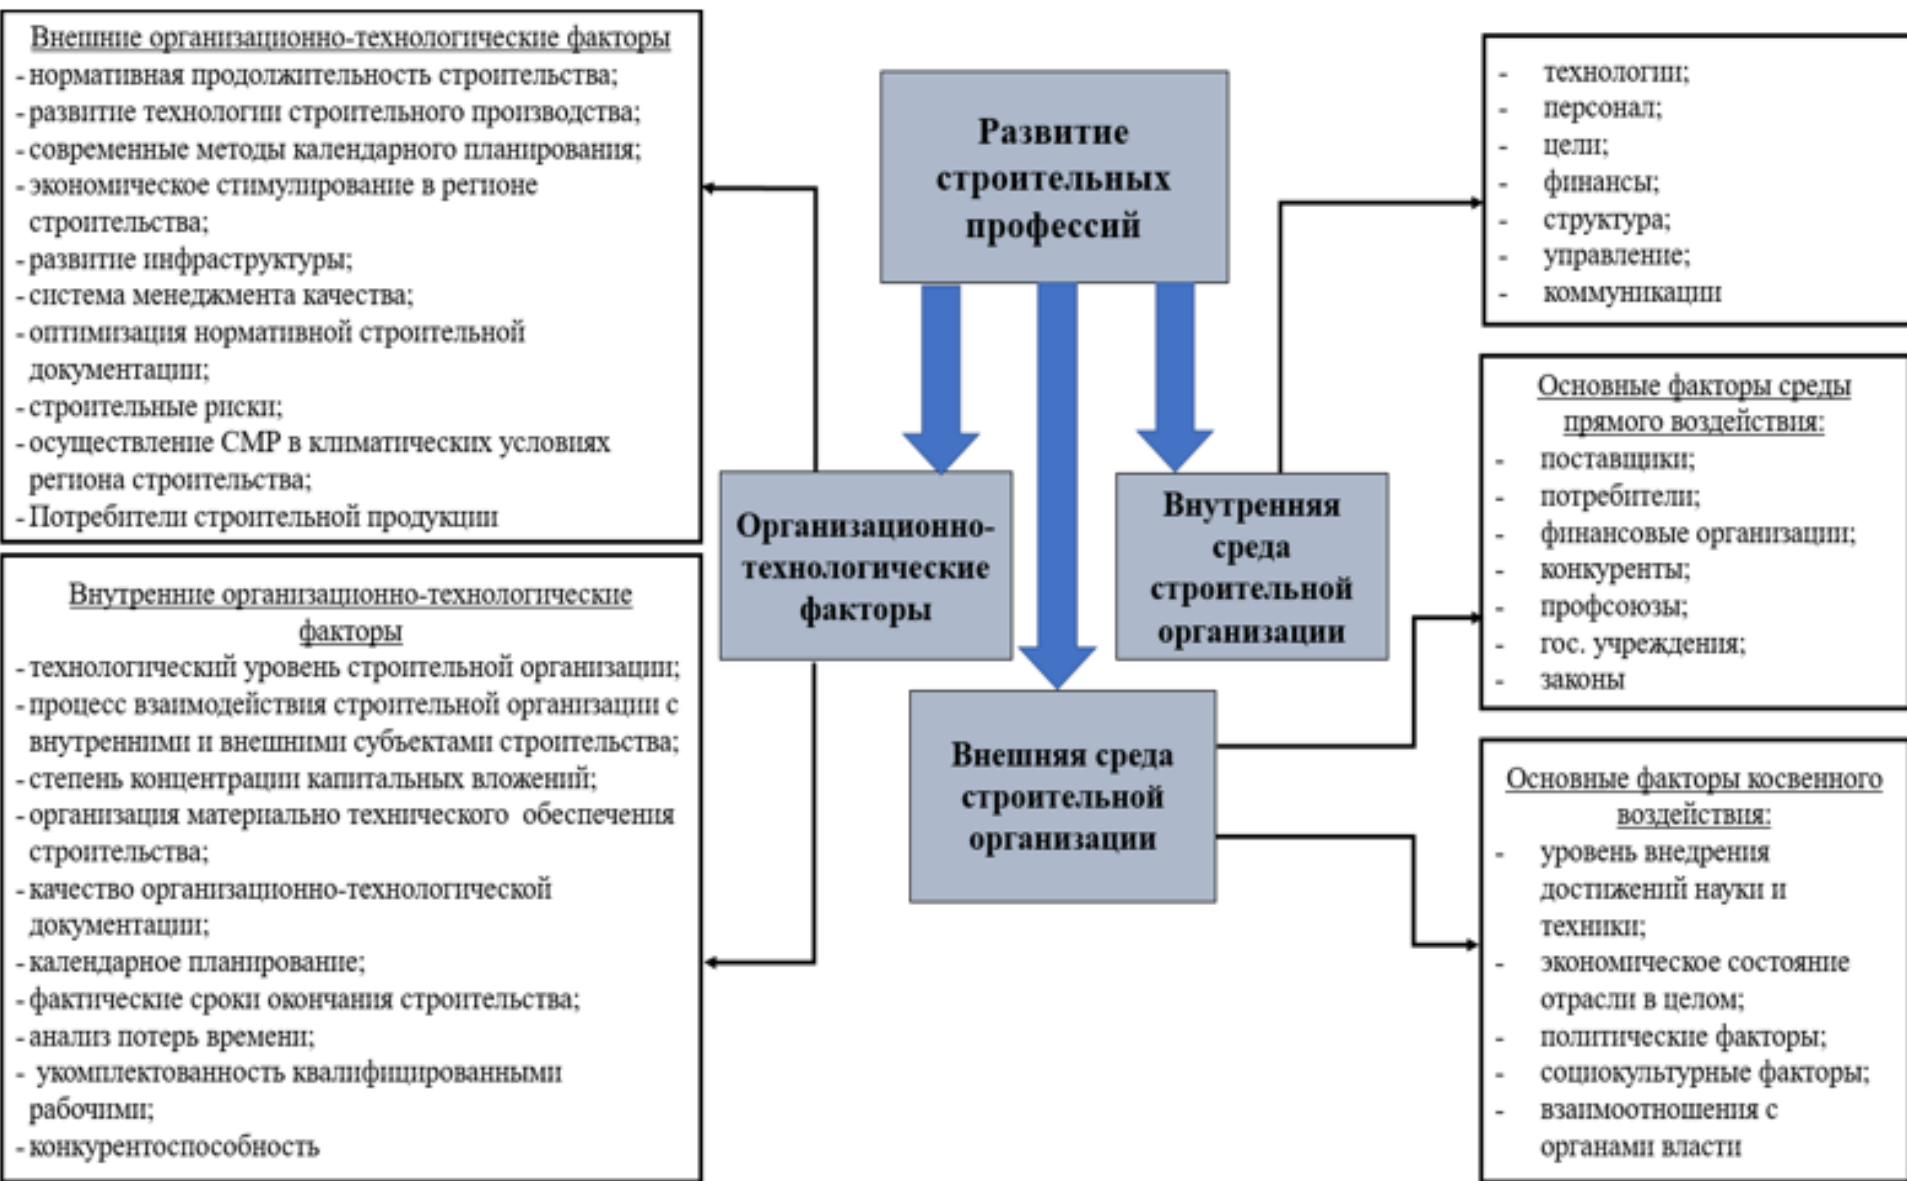 Внешние организационно-технологические факторы
- нормативная продолжительность строительства;
- развитие технологии строительного производства;
- современные методы календарного планирования;
- экономическое стимулирование в регионе
строительства;
- развитие инфраструктуры;
- система менеджмента качества;
- оптимизация нормативной строительной
документации;
- строительные риски;
- осуществление СМР в климатических условиях
региона строительства;
- Потребители строительной продукции
Внутренние организационно-технологические
факторы
- технологический уровень строительной организации;
- процесс взаимодействия строительной организации с
внутренними и внешними субъектами строительства;
- степень концентрации капитальных вложений;
- организация материально технического обеспечения
строительства;
- качество организационно-технологической
документации;
- календарное планирование;
- фактические сроки окончания строительства;
- анализ потерь времени;
- укомплектованность квалифицированными
рабочими;
- конкурентоспособность
Развитие
строительных
профессий
Организационно-
технологические
факторы
Внутренняя
среда
строительной
организации
Внешняя среда
строительной
организации
- технологии;
- персонал;
- цели;
- финансы;
- структура;
- управление;
- коммуникации
Основные факторы среды
прямого воздействия:
- поставщики;
- потребители;
- финансовые организации;
- конкуренты;
- профсоюзы;
- гос. учреждения;
- законы
Основные факторы косвенного
воздействия:
- уровень внедрения
достижений науки и
техники;
- экономическое состояние
отрасли в целом;
- политические факторы;
- социокультурные факторы;
- взаимоотношения с
органами власти